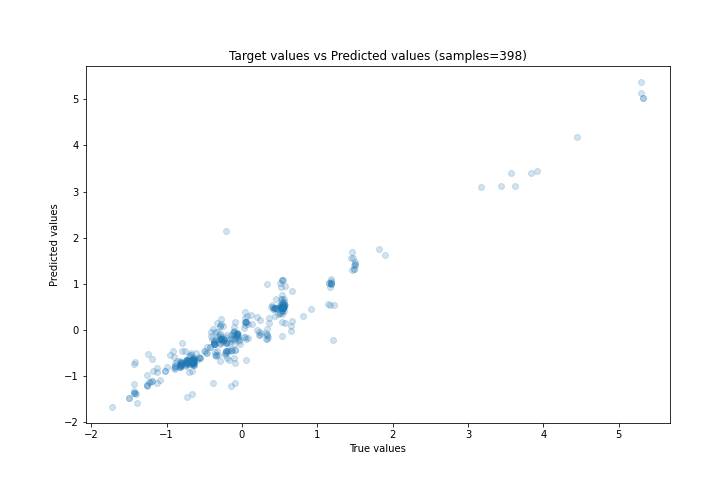 Target values vs Predicted values (samples=398)
5
4
3
2
1
0
−1
−2
Predicted values
−2 −1 0 1 2 3 4 5
True values